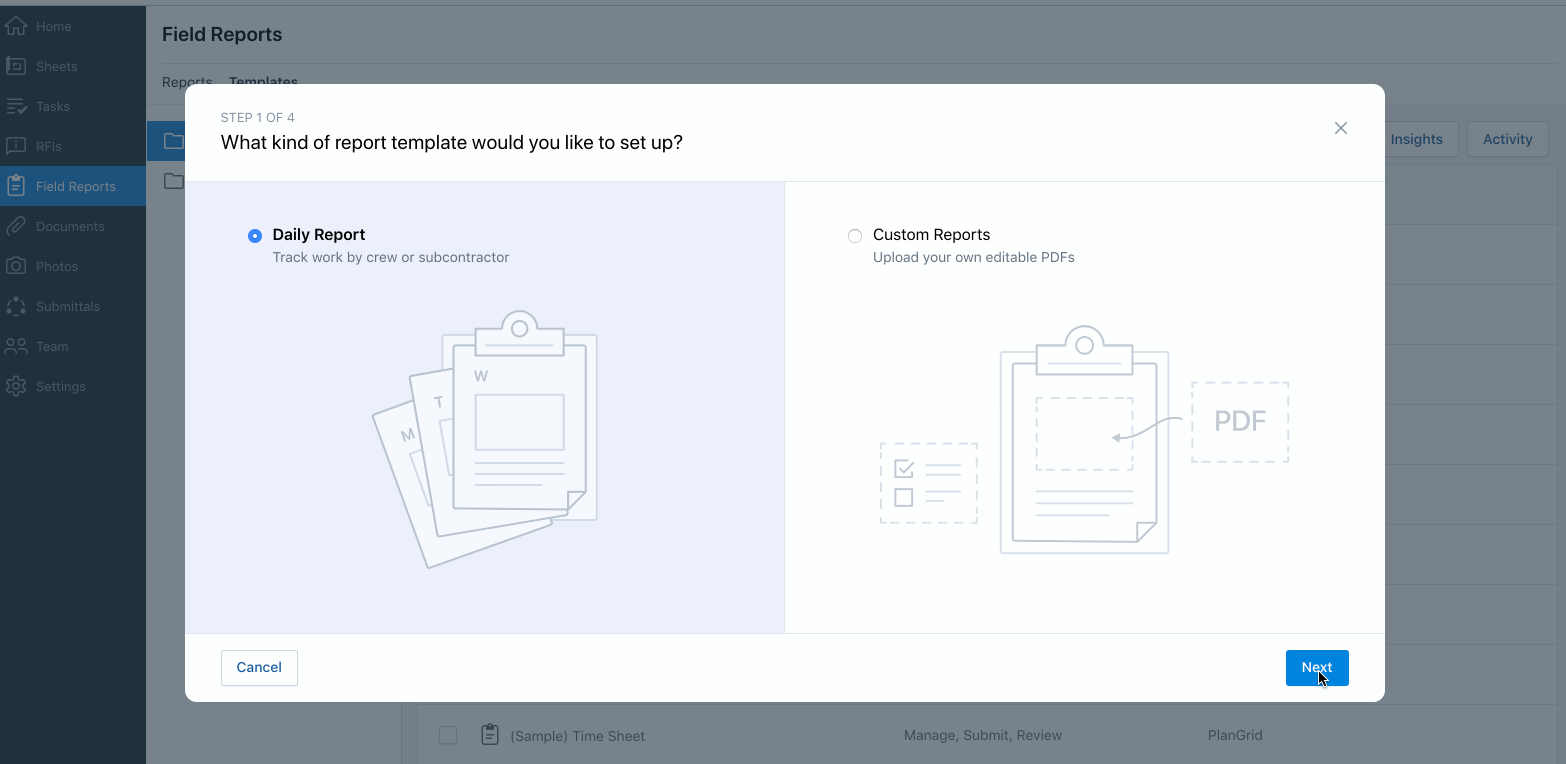 Home
Sheets
Tasks
RFIs
Field Reports
Documents
Photos
Submittals
Team
Settings
Field Reports
Reports Templates
Insights Activity
STEP 1 OF 4
What kind of report template would you like to set up?
Daily Report
Track work by crew or subcontractor
M
T
W
Custom Reports
Upload your own editable PDFs
PDF
Cancel
Next
(Sample) Time Sheet Manage, Submit, Review PlanGrid